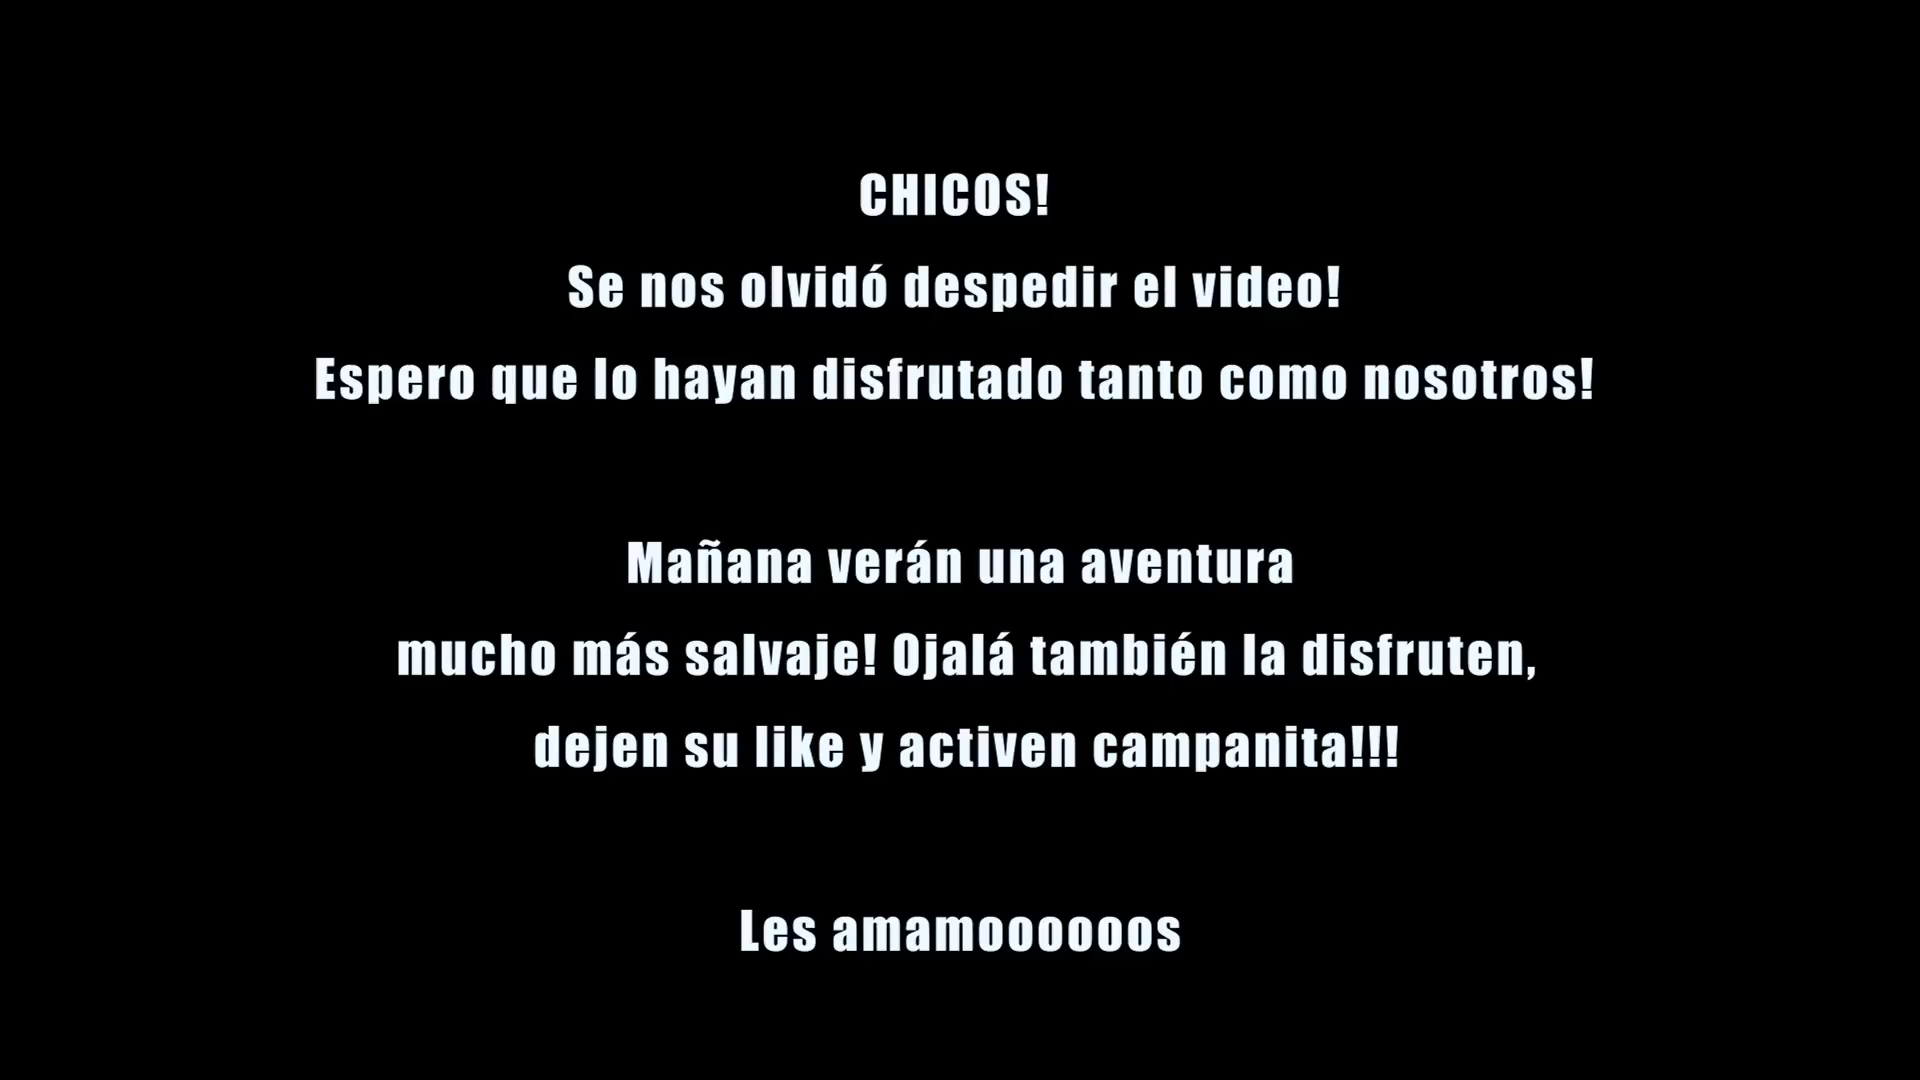 CHICOS!
Se nos olvidó despedir el video!
Espero que lo hayan disfrutado tanto como nosotros!
Mañana verán una aventura
mucho más salvaje! Ojalá también la disfruten,
dejen su like y activen campanita!!!
Les amamoooooos